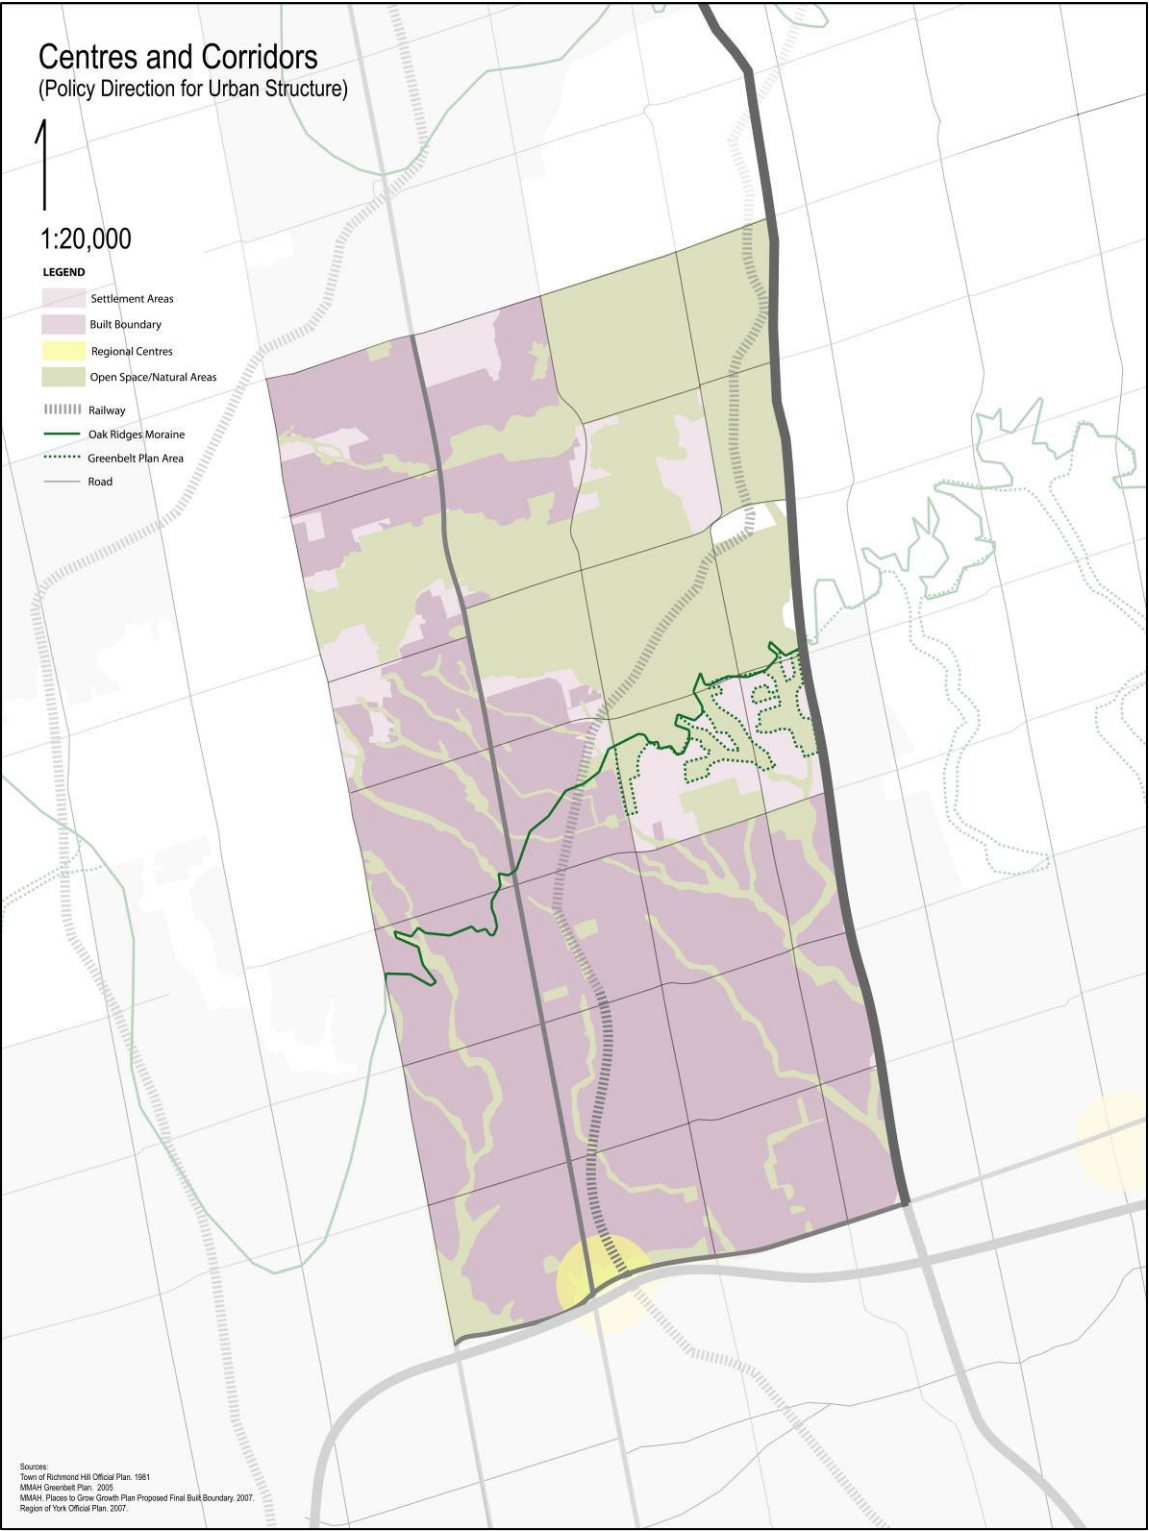 Centres and Corridors
(Policy Direction for Urban Structure)
1:20,000
LEGEND
Settlement Areas
Built Boundary
Regional Centres
Open Space/Natural Areas
Railway
Oak Ridges Moraine
Greenbelt Plan Area
Road
Sources:
Town of Richmond Hill Official Plan. 1981
MMAH Greenbelt Plan. 2005
MMAH. Places to Grow Growth Plan Proposed Final Built Boundary. 2007.
Region of York Official Plan. 2007.